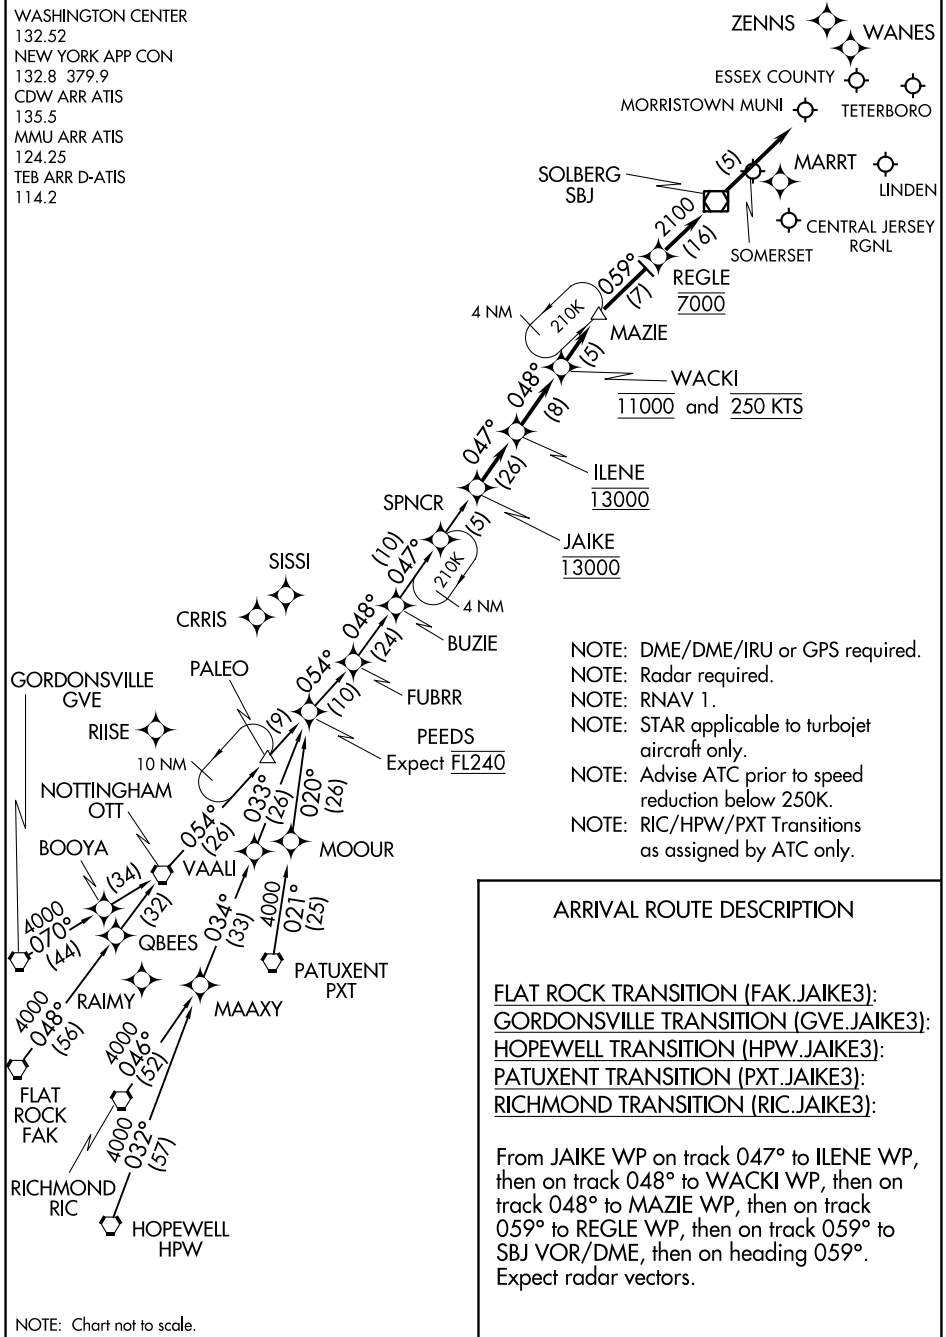 WASHINGTON CENTER
132.52
NEW YORK APP CON
132.8 379.9
CDW ARR ATIS
135.5
MMU ARR ATIS
124.25
TEB ARR D-ATIS
114.2
ZENNS
WANES
ESSEX COUNTY
TETERBORO
MORRISTOWN MUNI
SOLBERG
SBJ
(5)
MARRT
LINDEN
CENTRAL JERSEY
RGNL
SOMERSET
2100
(16)
REGLE
7000
059°
(7)
4 NM
210K
MAZIE
(5)
WACKI
11000 and 250 KTS
048°
(8)
ILENE
13000
047°
(26)
SPNCR
JAIKE
13000
(5)
(10)
047°
210K
4 NM
SISSI
CRRIS
BUZIE
048°
(24)
FUBRR
054°
(10)
PALEO
PEEDS
Expect FL240
(9)
GORDONSVILLE
GVE
RIISE
10 NM
NOTTINGHAM
OTT
054°
(26)
033°
(26)
020°
(26)
BOOYA
VAALI
MOOUR
(34)
(32)
4000
070°
(44)
QBEES
034°
(33)
4000
021°
(25)
PATUXENT
PXT
RAIMY
MAAXY
4000
048°
(56)
4000
046°
(52)
FLAT
ROCK
FAK
4000
032°
(57)
RICHMOND
RIC
HOPEWELL
HPW
NOTE: DME/DME/IRU or GPS required.
NOTE: Radar required.
NOTE: RNAV 1.
NOTE: STAR applicable to turbojet
aircraft only.
NOTE: Advise ATC prior to speed
reduction below 250K.
NOTE: RIC/HPW/PXT Transitions
as assigned by ATC only.
ARRIVAL ROUTE DESCRIPTION
FLAT ROCK TRANSITION (FAK.JAIKE3):
GORDONSVILLE TRANSITION (GVE.JAIKE3):
HOPEWELL TRANSITION (HPW.JAIKE3):
PATUXENT TRANSITION (PXT.JAIKE3):
RICHMOND TRANSITION (RIC.JAIKE3):
From JAIKE WP on track 047° to ILENE WP,
then on track 048° to WACKI WP, then on
track 048° to MAZIE WP, then on track
059° to REGLE WP, then on track 059° to
SBJ VOR/DME, then on heading 059°.
Expect radar vectors.
NOTE: Chart not to scale.